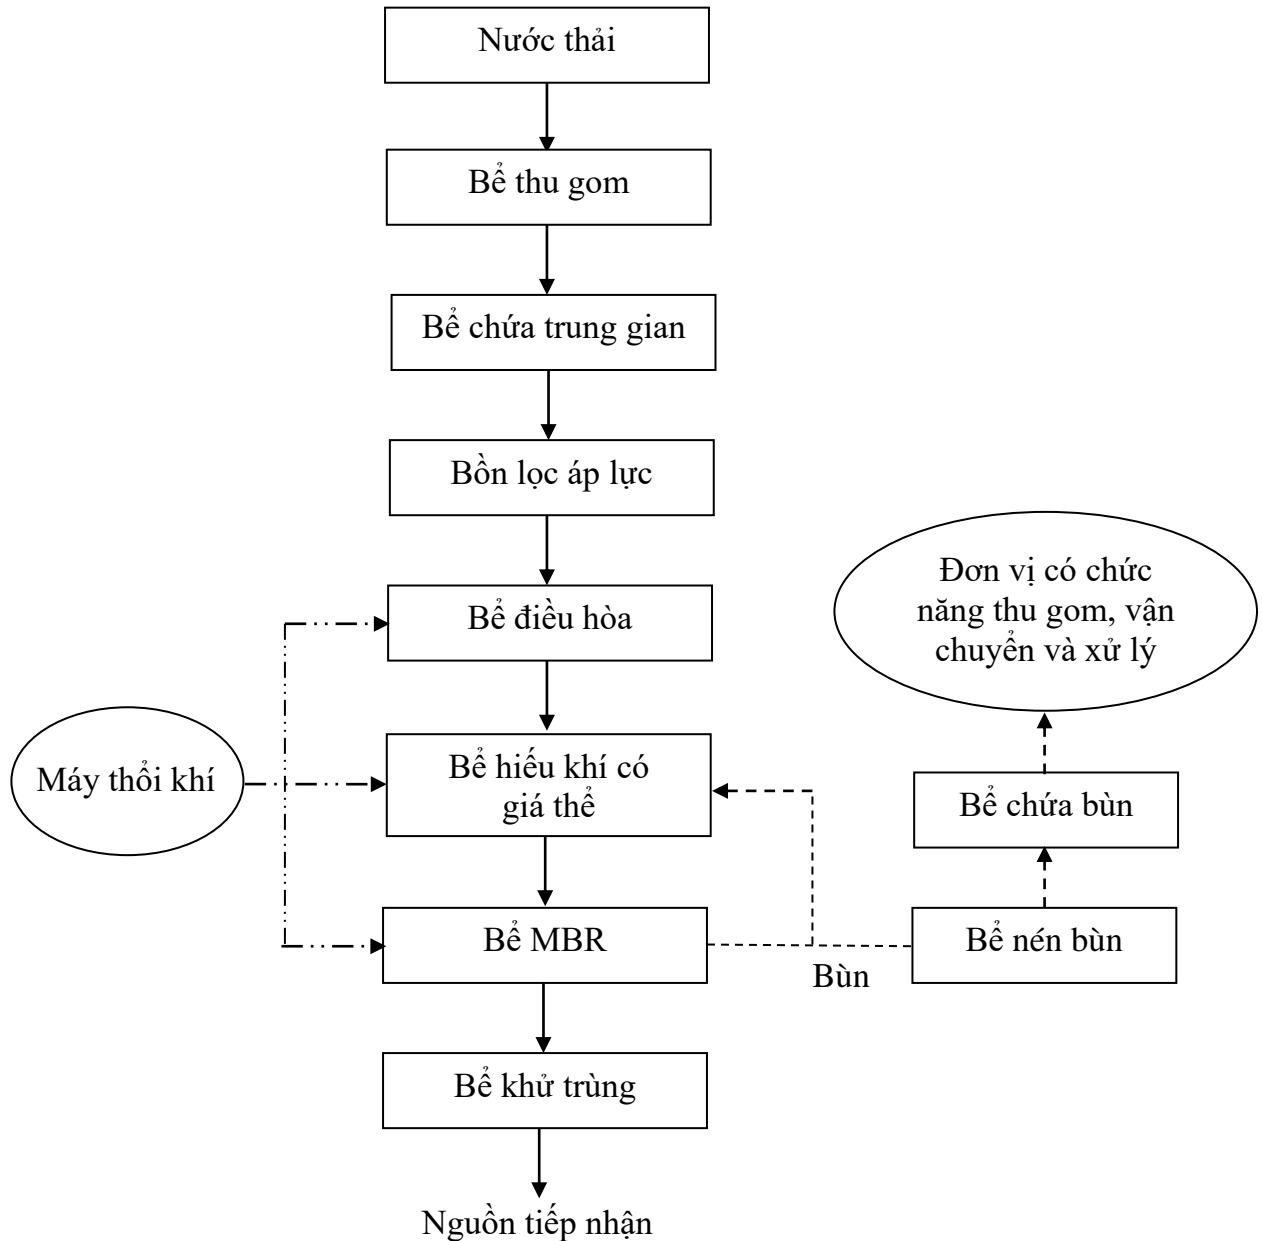 Nước thải
Bể thu gom
Bể chứa trung gian
Bồn lọc áp lực
Bể điều hòa
Đơn vị có chức
năng thu gom, vận
chuyển và xử lý
Máy thổi khí
Bể hiếu khí có
giá thể
Bể chứa bùn
Bể MBR
Bể nén bùn
Bùn
Bể khử trùng
Nguồn tiếp nhận